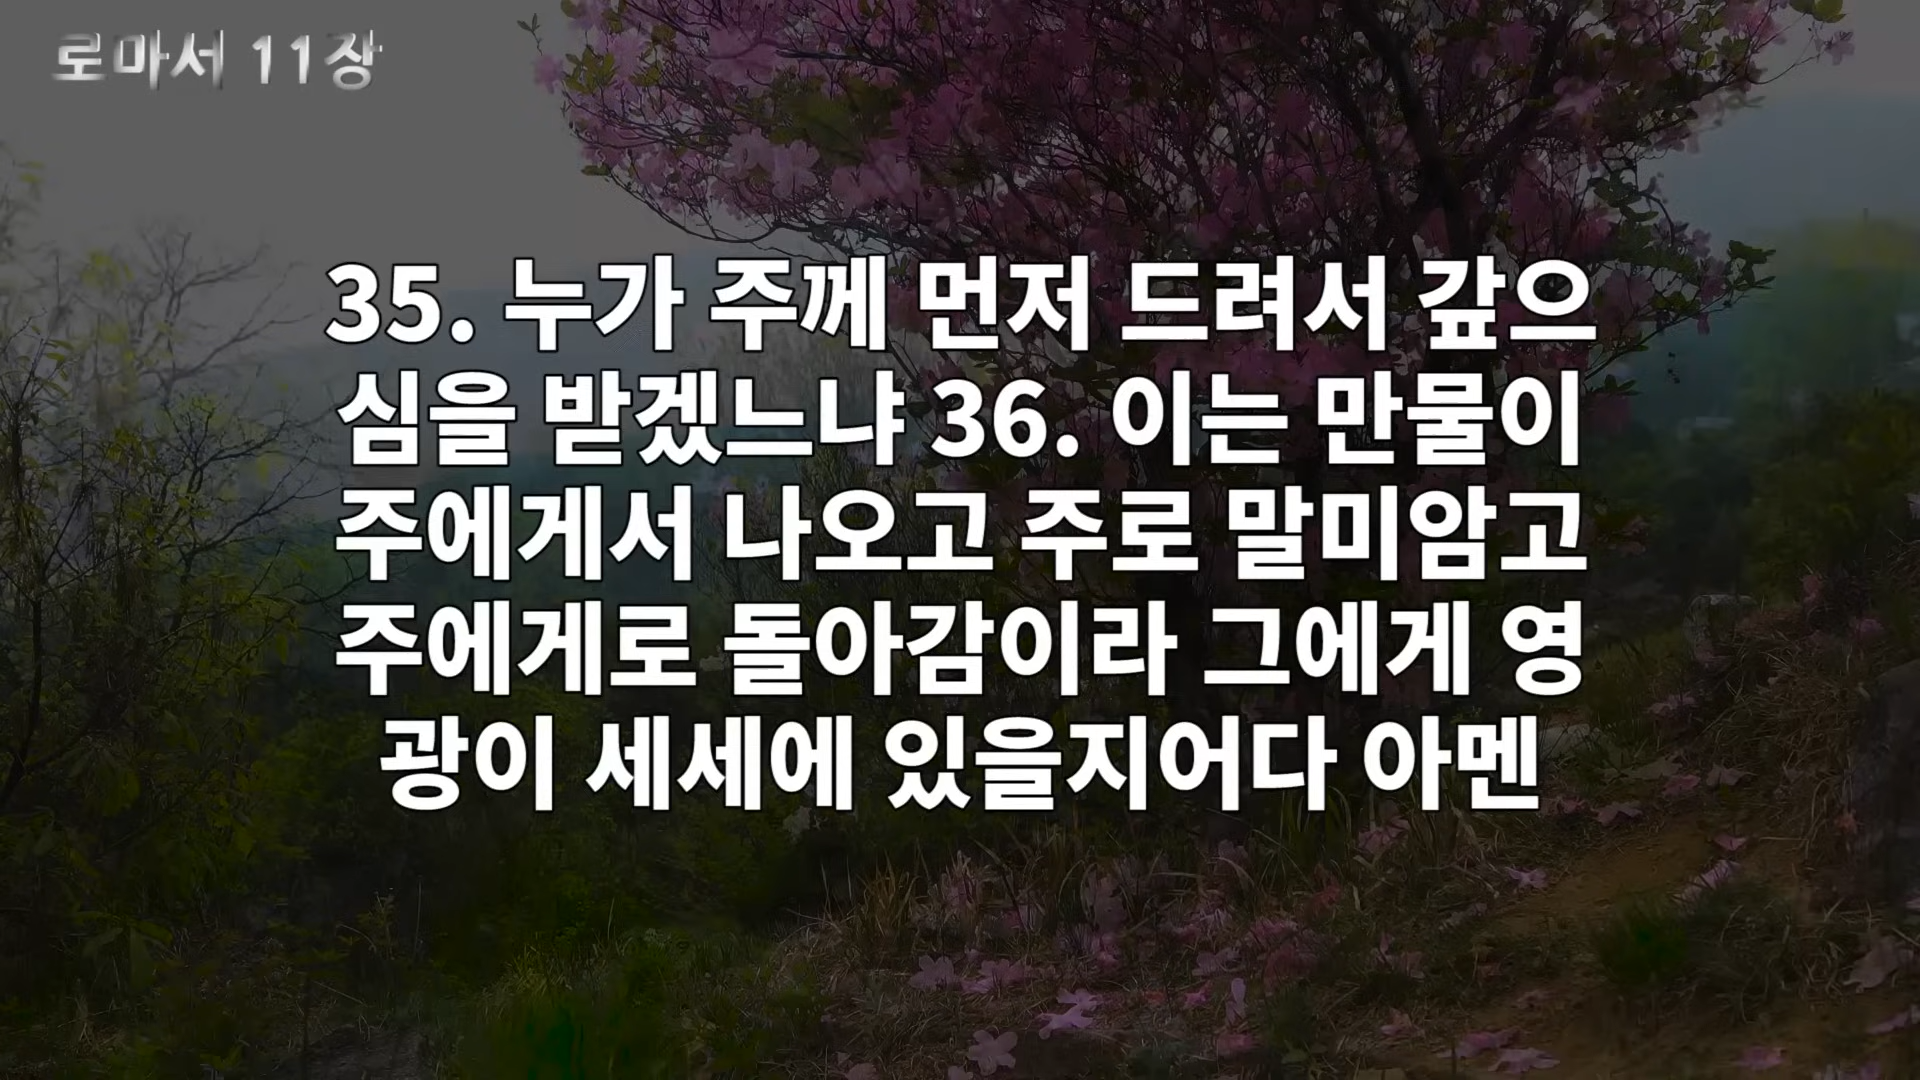 로마서 11장
35. 누가 주께 먼저 드려서 갚으
심을 받겠느냐 36. 이는 만물이
주에게서 나오고 주로 말미암고
주에게로 돌아감이라 그에게 영
광이 세세에 있을지어다 아멘